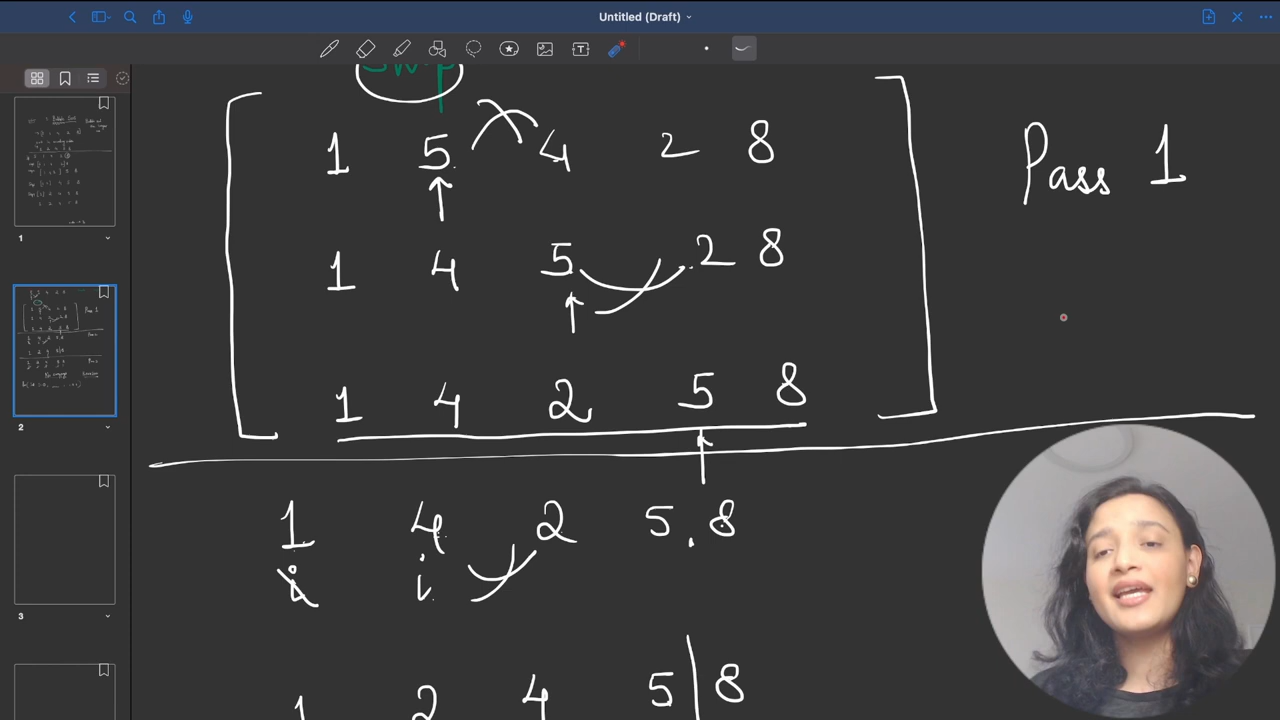 Untitled (Draft)
Swap
1 5 4 2 8
Pass 1
1 4 5 2 8
1 4 2 5 8
1 4 2 5 8
i i
1 2 4 5 | 8
1
2
3